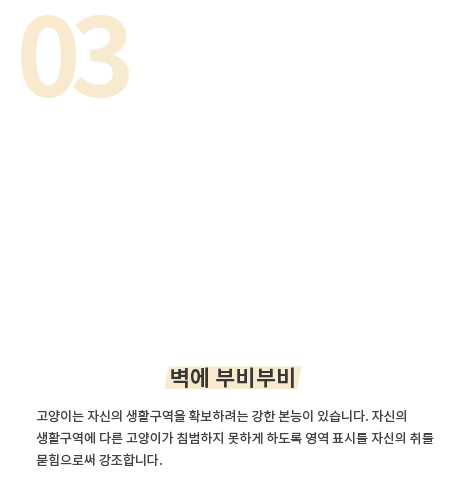 03
벽에 부비부비
고양이는 자신의 생활구역을 확보하려는 강한 본능이 있습니다. 자신의
생활구역에 다른 고양이가 침범하지 못하게 하도록 영역 표시를 자신의 취를
묻힘으로써 강조합니다.